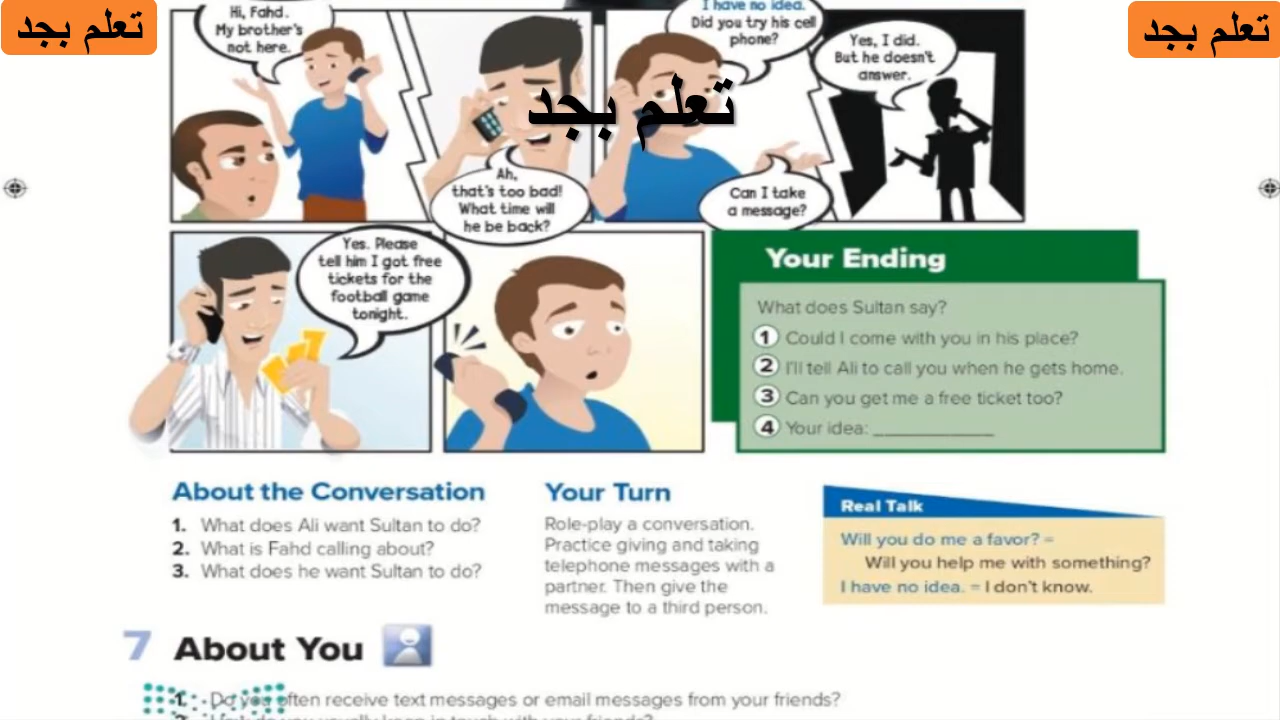 تعلم بجد
تعلم بجد
تعلم بجد
Hi, Fahd.
My brother's
not here.
Ah,
that's too bad!
What time will
he be back?
I have no idea.
Did you try his cell
phone?
Can I take
a message?
Yes, I did.
But he doesn't
answer.
Yes. Please
tell him I got free
tickets for the
football game
tonight.
Your Ending
What does Sultan say?
1 Could I come with you in his place?
2 I'll tell Ali to call you when he gets home.
3 Can you get me a free ticket too?
4 Your idea: ____________
About the Conversation
1. What does Ali want Sultan to do?
2. What is Fahd calling about?
3. What does he want Sultan to do?
Your Turn
Role-play a conversation.
Practice giving and taking
telephone messages with a
partner. Then give the
message to a third person.
Real Talk
Will you do me a favor? =
Will you help me with something?
I have no idea. = I don't know.
7 About You
1. Do you often receive text messages or email messages from your friends?